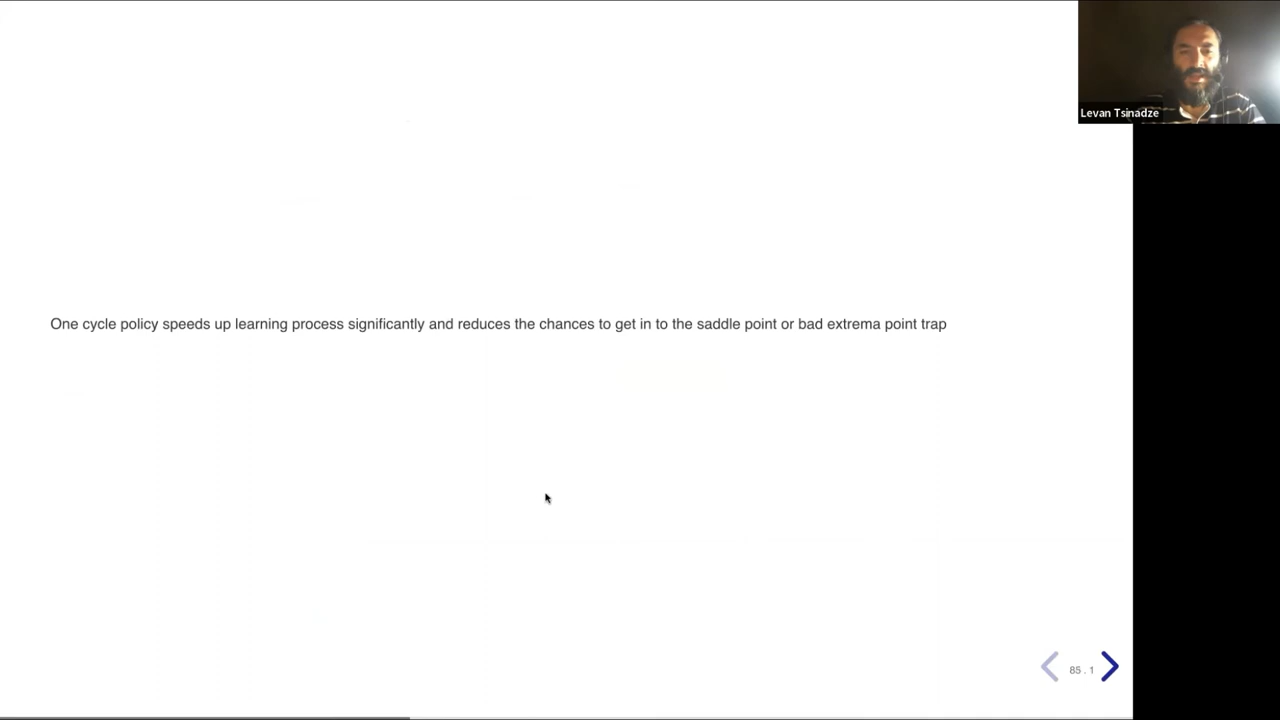 Levan Tsinadze
One cycle policy speeds up learning process significantly and reduces the chances to get in to the saddle point or bad extrema point trap
85 . 1